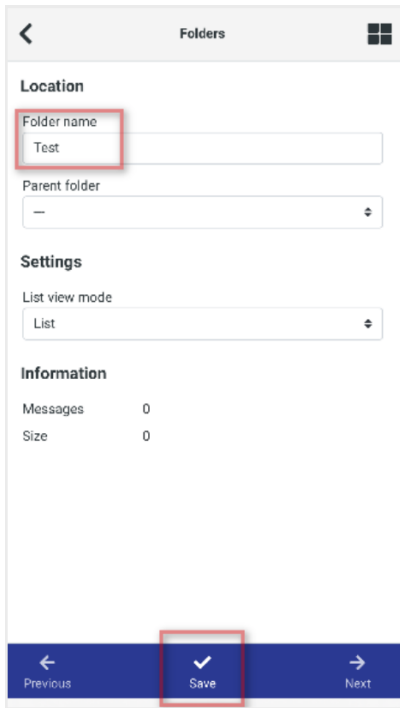 Folders
Location
Folder name
Test
Parent folder
---
Settings
List view mode
List
Information
Messages 0
Size 0
Previous Save Next